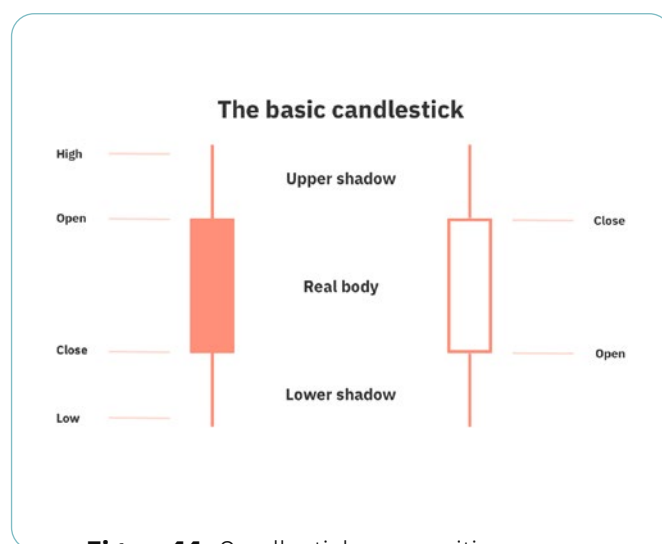 The basic candlestick
High
Upper shadow
Open
Close
Real body
Close
Open
Lower shadow
Low